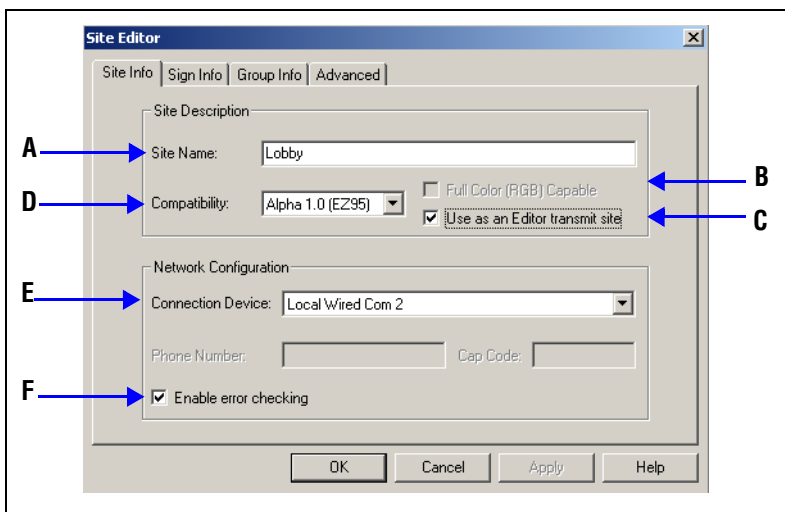 Site Editor
Site Info Sign Info Group Info Advanced
Site Description
A Site Name: Lobby
B Full Color (RGB) Capable
D Compatibility: Alpha 1.0 (EZ95)
C Use as an Editor transmit site
Network Configuration
E Connection Device: Local Wired Com 2
Phone Number: Cap Code:
F Enable error checking
OK Cancel Apply Help